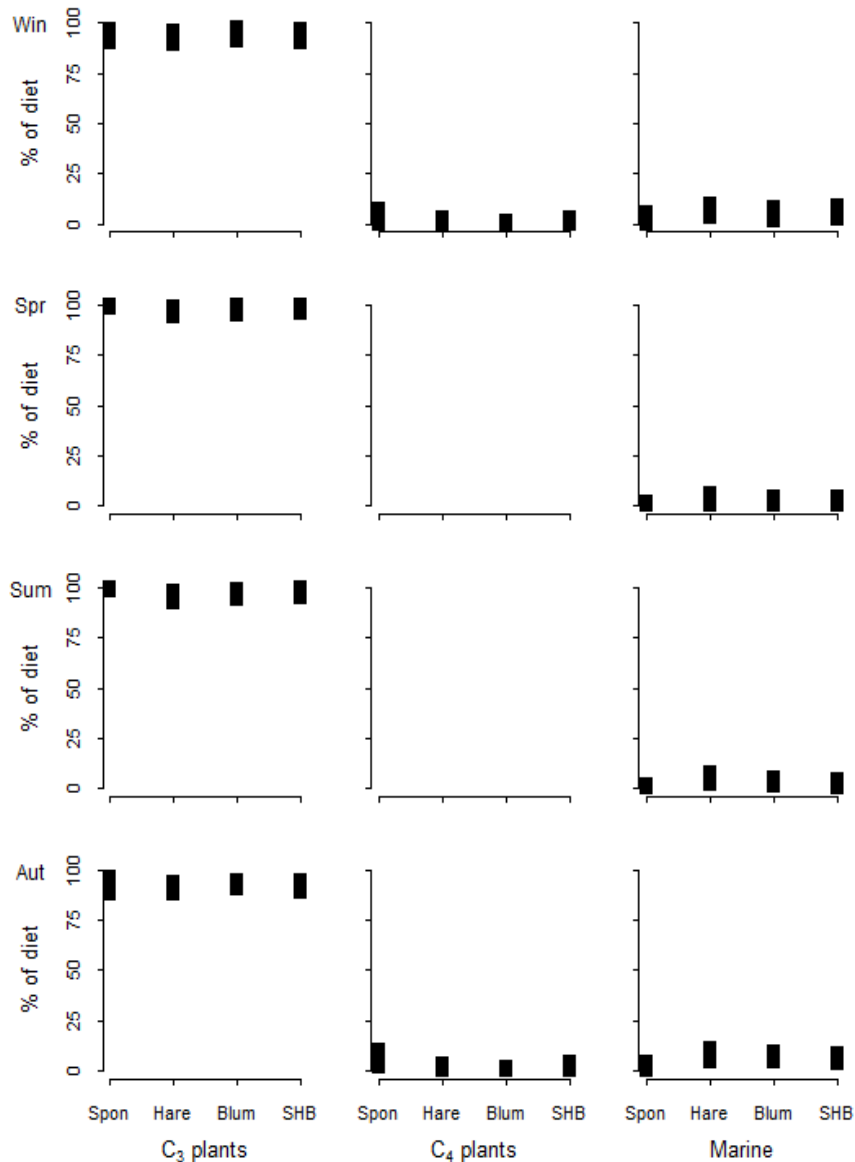 Win
% of diet
0 25 50 75 100
Spr
% of diet
0 25 50 75 100
Sum
% of diet
0 25 50 75 100
Aut
% of diet
0 25 50 75 100
Spon Hare Blum SHB Spon Hare Blum SHB Spon Hare Blum SHB
C₃ plants C₄ plants Marine